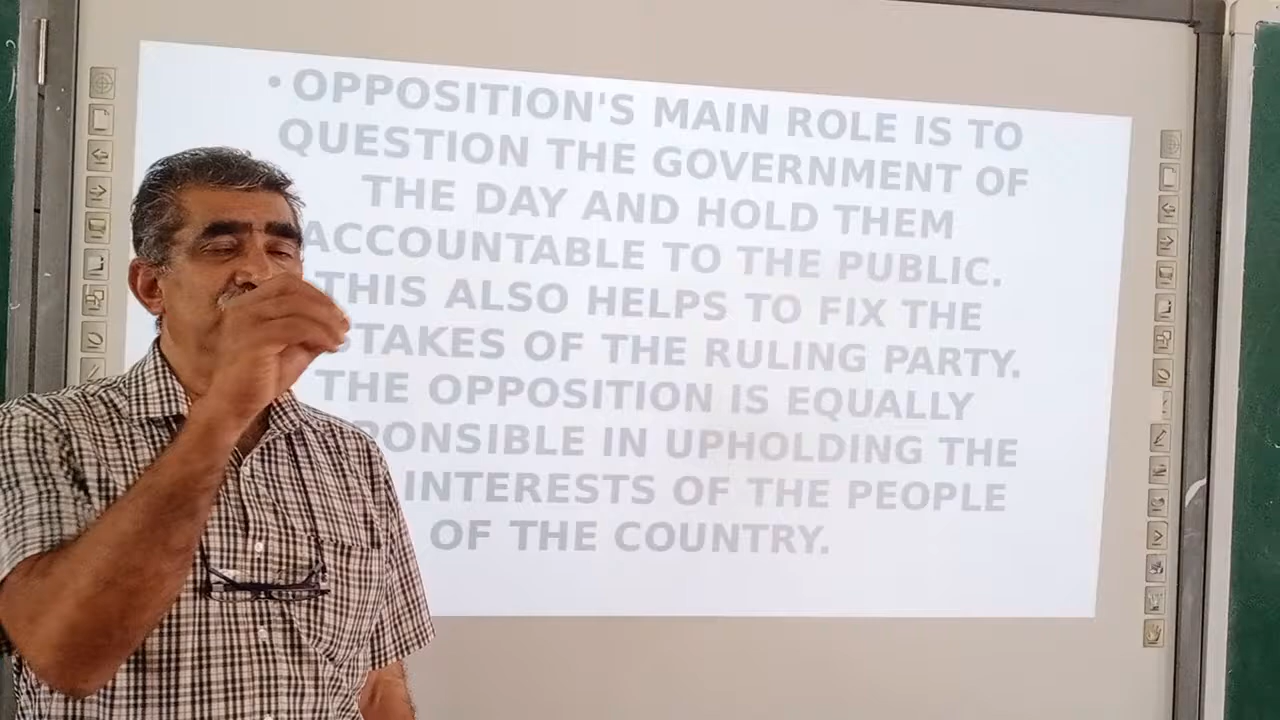 • OPPOSITION'S MAIN ROLE IS TO
QUESTION THE GOVERNMENT OF
THE DAY AND HOLD THEM
ACCOUNTABLE TO THE PUBLIC.
THIS ALSO HELPS TO FIX THE
OF THE RULING PARTY.
THE OPPOSITION IS EQUALLY
IN UPHOLDING THE
INTERESTS OF THE PEOPLE
OF THE COUNTRY.